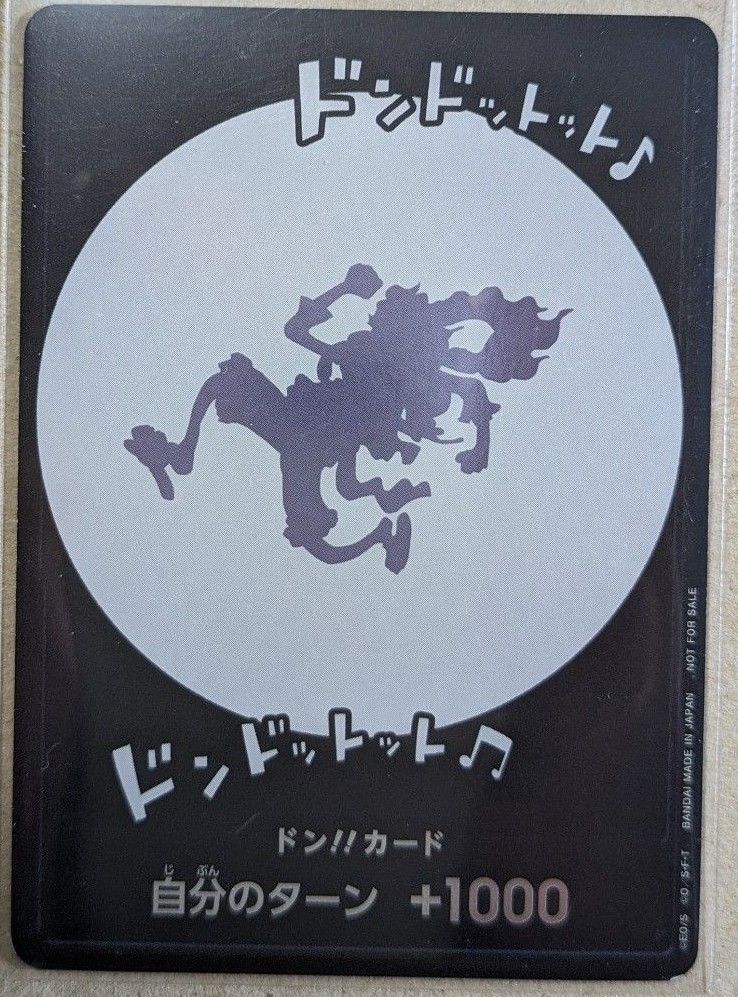 ドンドットット♪
ドンドットット♫
ドン!!カード
じ ぶん
自分のターン +1000
©E.O/S ©O/S・F・T BANDAI MADE IN JAPAN NOT FOR SALE